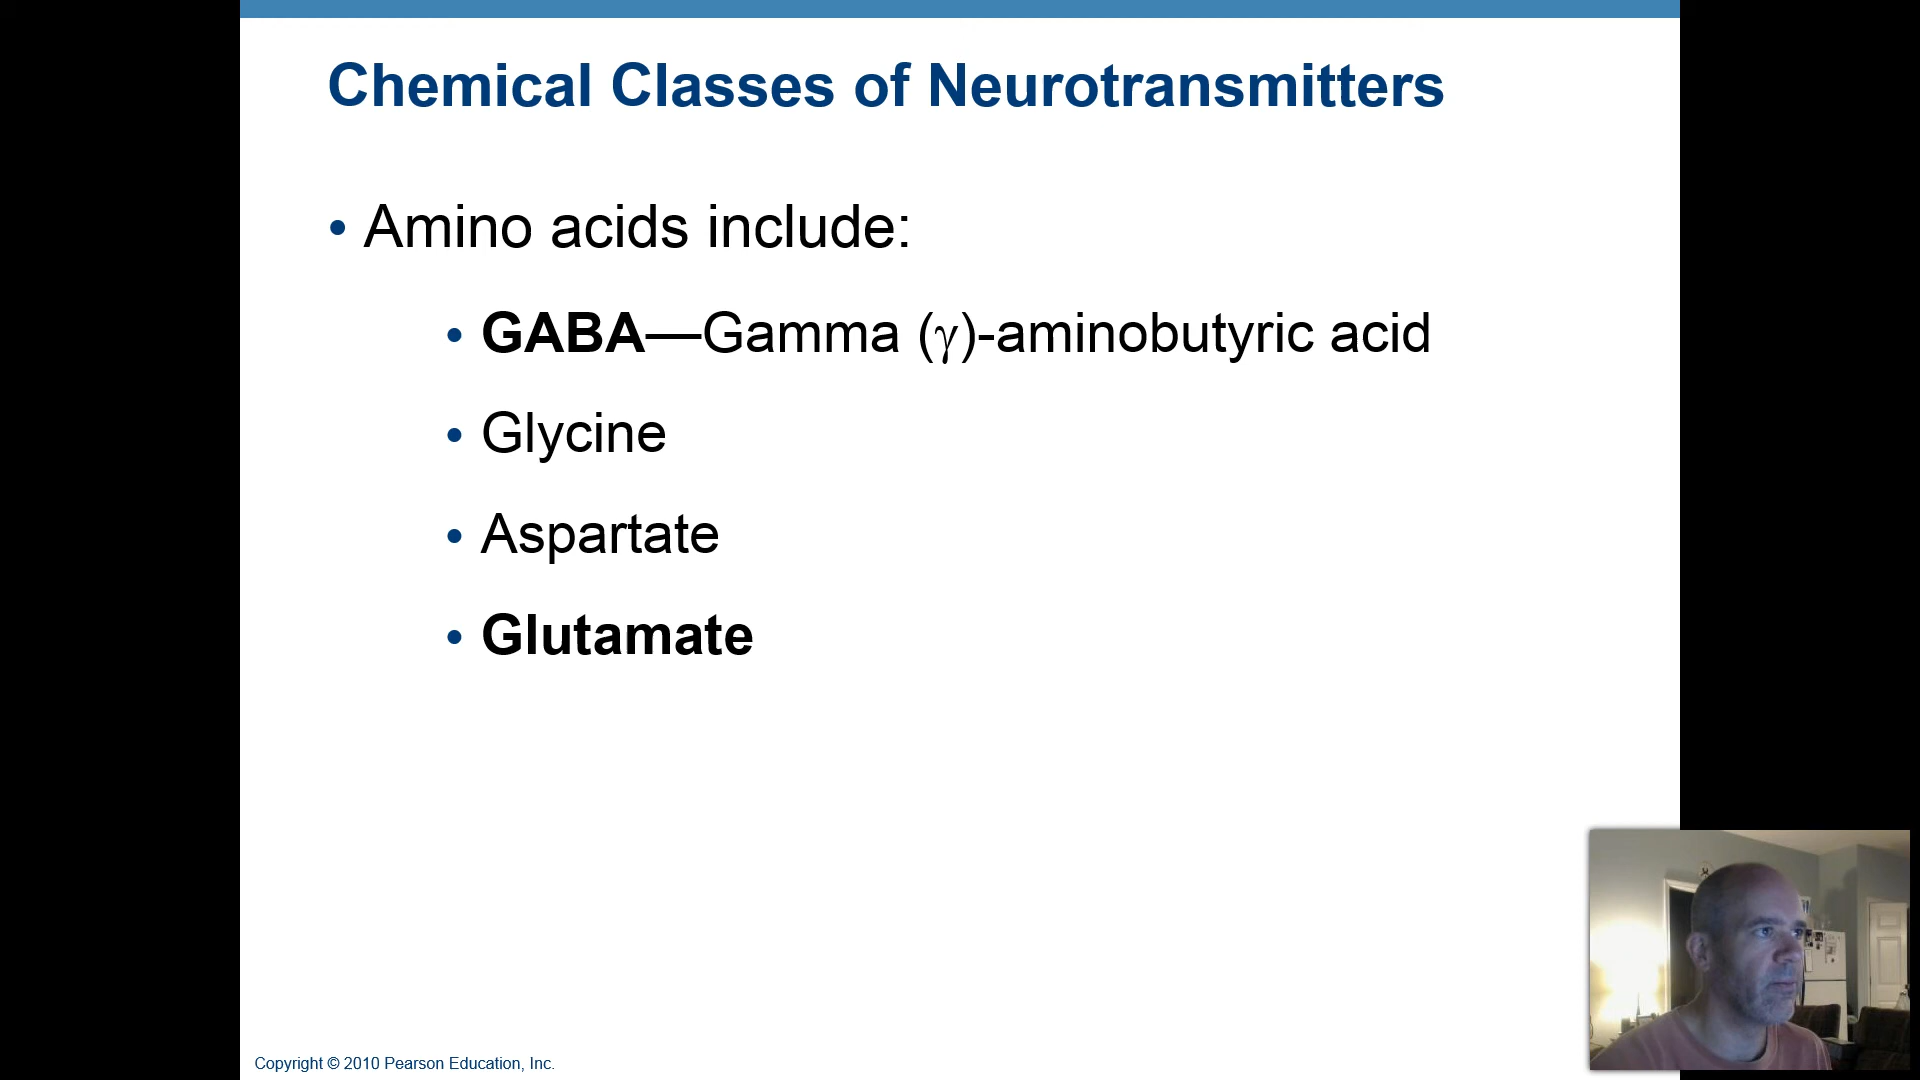 Chemical Classes of Neurotransmitters
• Amino acids include:
• GABA—Gamma (γ)-aminobutyric acid
• Glycine
• Aspartate
• Glutamate
Copyright © 2010 Pearson Education, Inc.